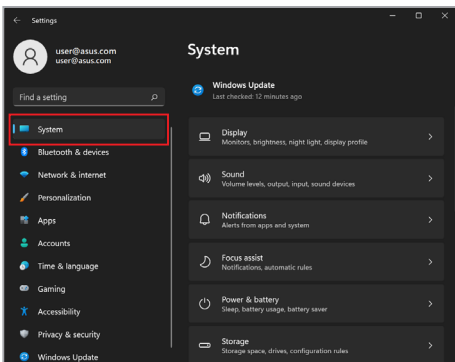 Settings
user@asus.com
user@asus.com
Find a setting
System
Bluetooth & devices
Network & internet
Personalization
Apps
Accounts
Time & language
Gaming
Accessibility
Privacy & security
Windows Update
System
Windows Update
Last checked: 12 minutes ago
Display
Monitors, brightness, night light, display profile
Sound
Volume levels, output, input, sound devices
Notifications
Alerts from apps and system
Focus assist
Notifications, automatic rules
Power & battery
Sleep, battery usage, battery saver
Storage
Storage space, drives, configuration rules